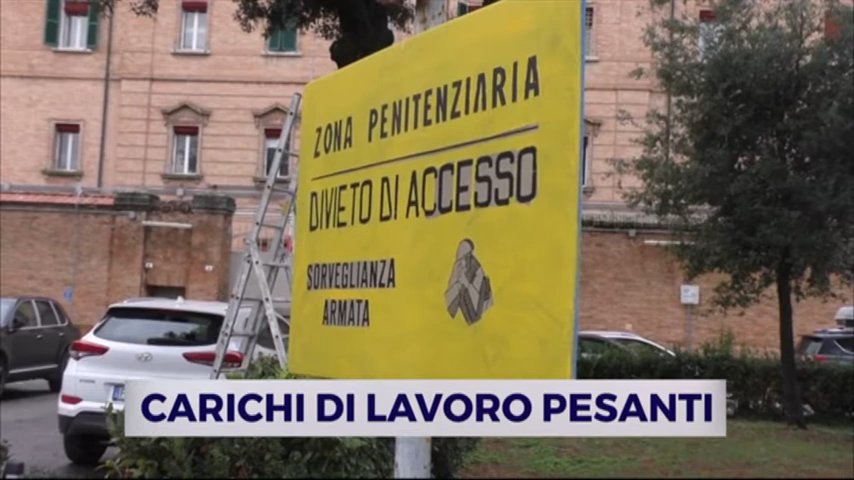 ZONA PENITENZIARIA
DIVIETO DI ACCESSO
SORVEGLIANZA
ARMATA
CARICHI DI LAVORO PESANTI